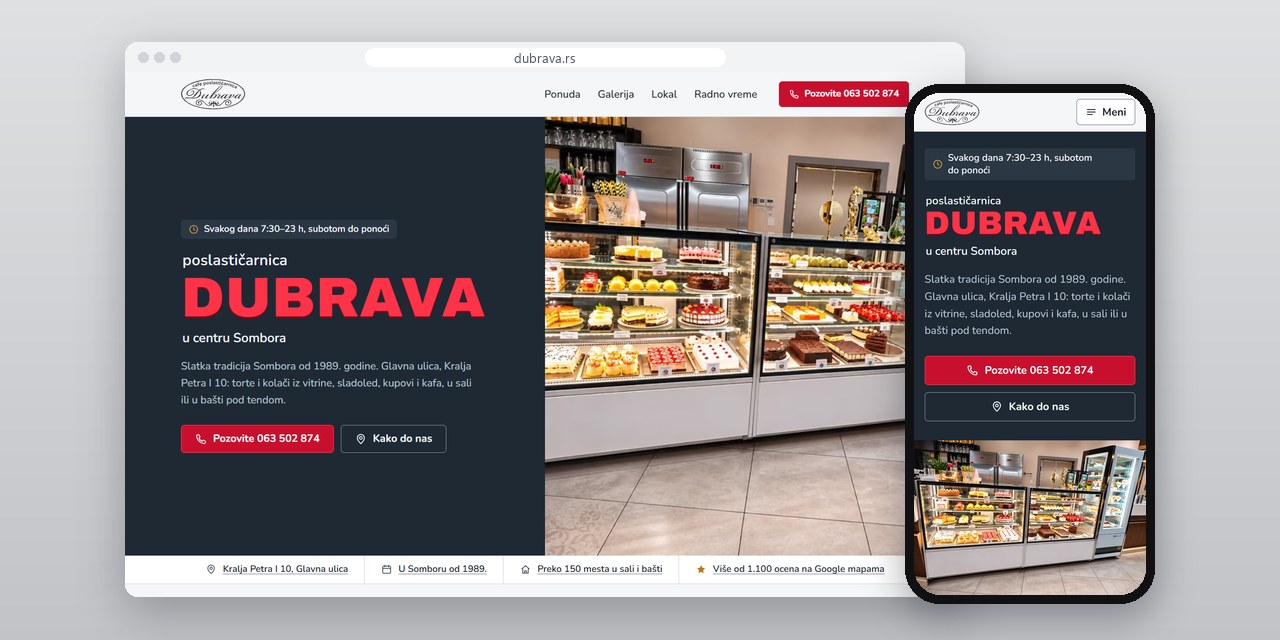 dubrava.rs
cafe poslastičarnica
Dubrava
Ponuda
Galerija
Lokal
Radno vreme
Pozovite 063 502 874
Svakog dana 7:30–23 h, subotom do ponoći
poslastičarnica
DUBRAVA
u centru Sombora
Slatka tradicija Sombora od 1989. godine. Glavna ulica, Kralja
Petra I 10: torte i kolači iz vitrine, sladoled, kupovi i kafa, u sali
ili u bašti pod tendom.
Pozovite 063 502 874
Kako do nas
Kralja Petra I 10, Glavna ulica
U Somboru od 1989.
Preko 150 mesta u sali i bašti
Više od 1.100 ocena na Google mapama
cafe poslastičarnica
Dubrava
Meni
Svakog dana 7:30–23 h, subotom
do ponoći
poslastičarnica
DUBRAVA
u centru Sombora
Slatka tradicija Sombora od 1989. godine.
Glavna ulica, Kralja Petra I 10: torte i kolači
iz vitrine, sladoled, kupovi i kafa, u sali ili u
bašti pod tendom.
Pozovite 063 502 874
Kako do nas